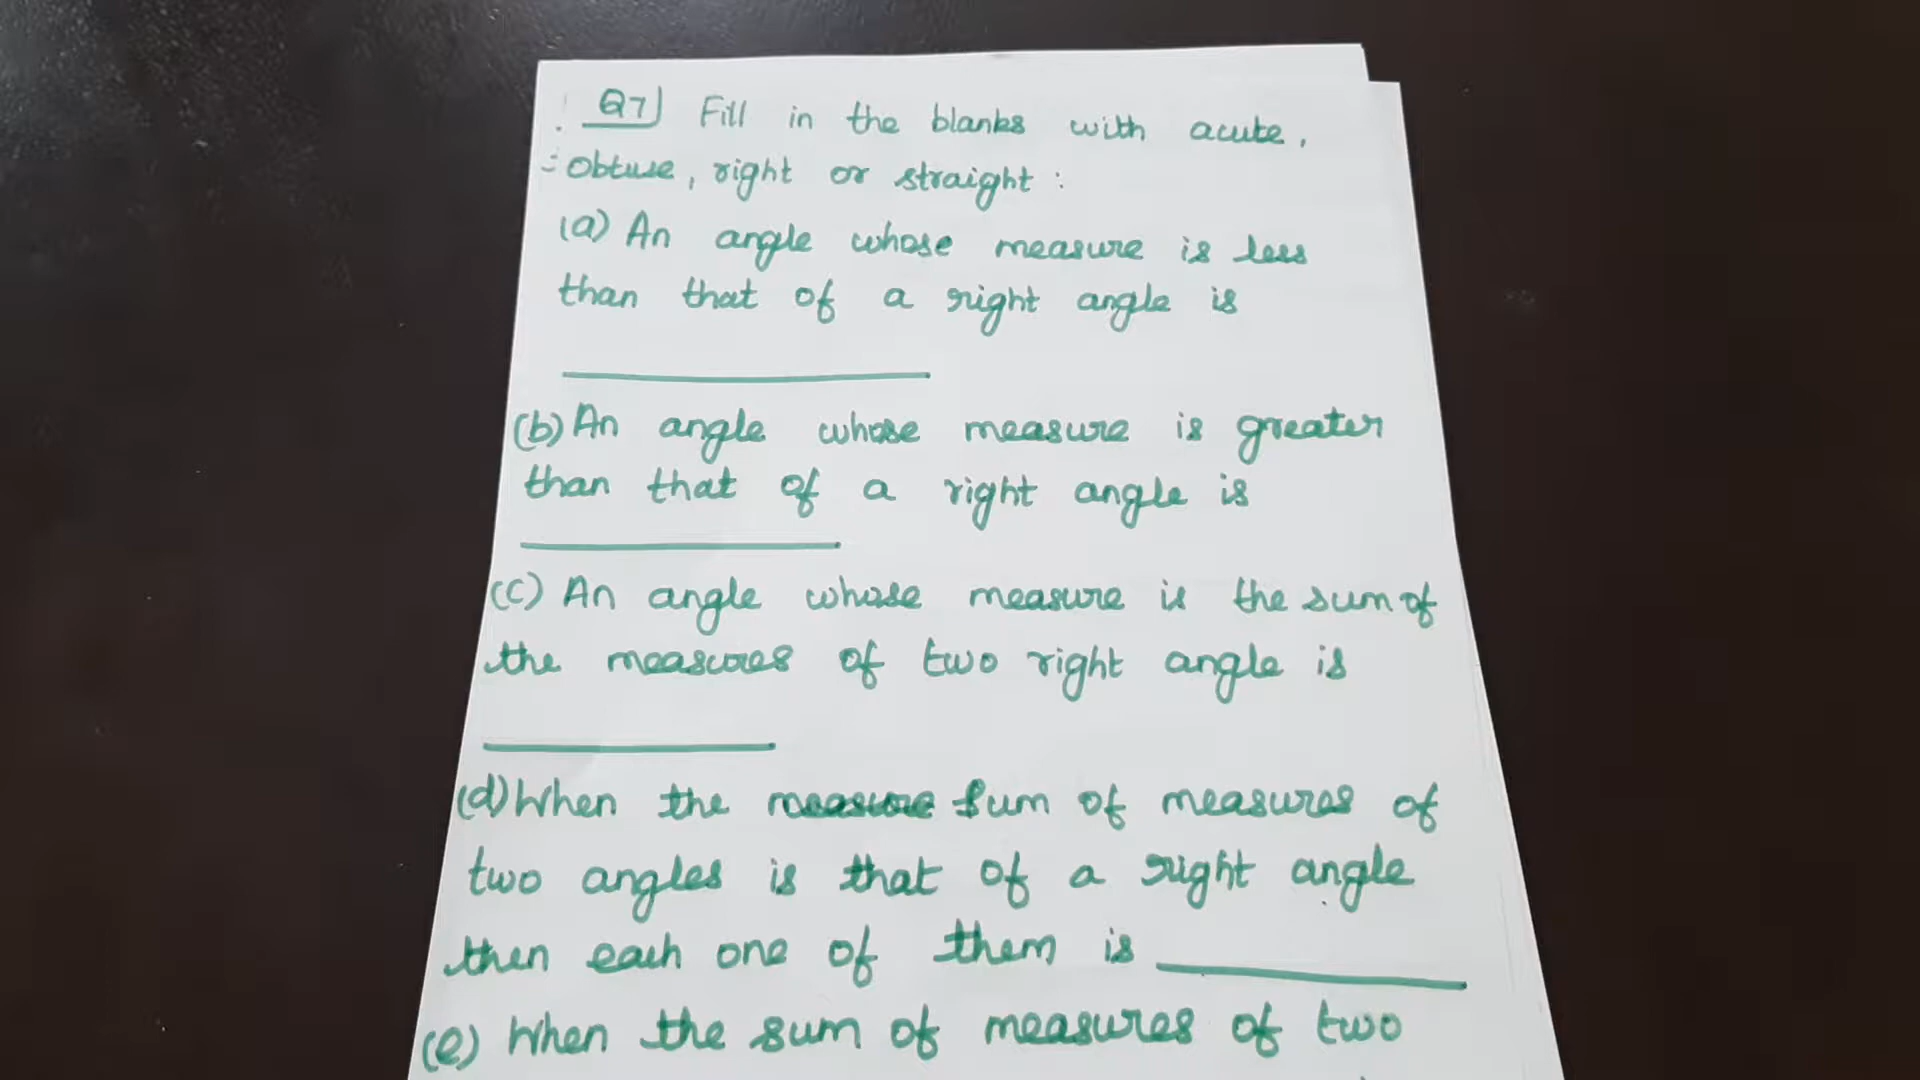 Q7) Fill in the blanks with acute,
obtuse, right or straight :
(a) An angle whose measure is less
than that of a right angle is
(b) An angle whose measure is greater
than that of a right angle is
(c) An angle whose measure is the sum of
the measures of two right angle is
(d) When the measure sum of measures of
two angles is that of a right angle
then each one of them is
(e) When the sum of measures of two